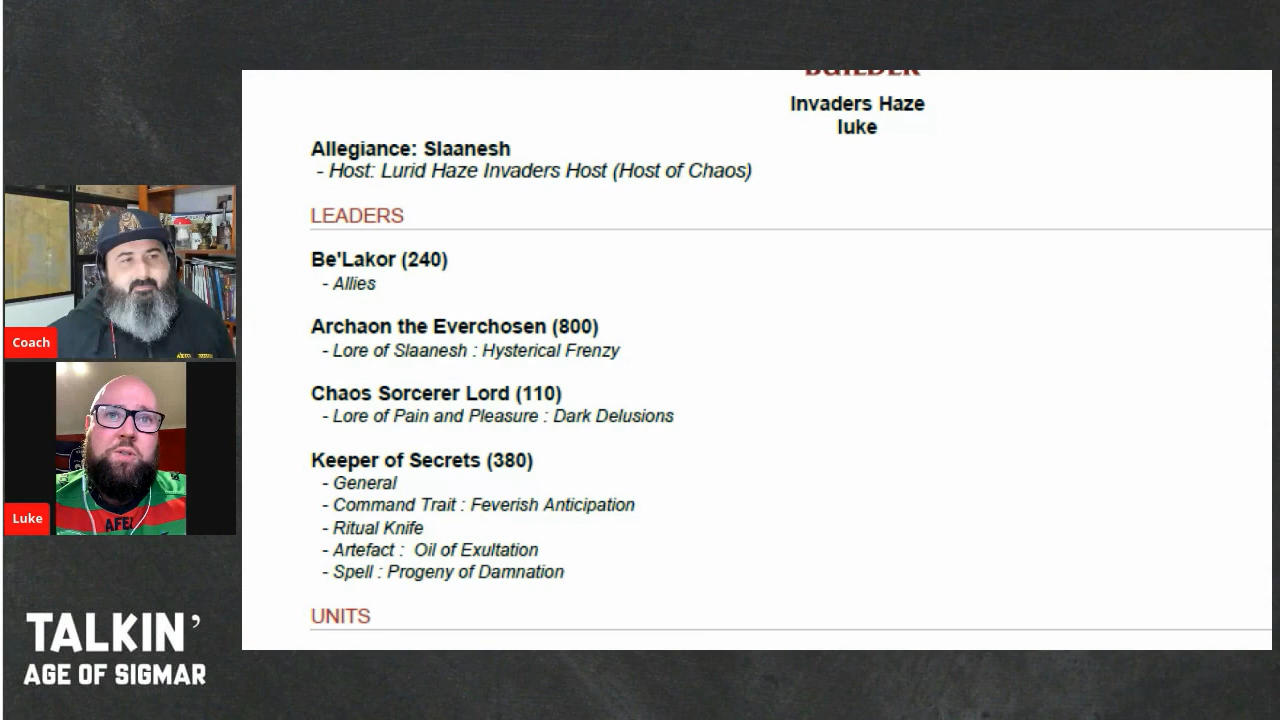 BUILDER
Invaders Haze
luke
Allegiance: Slaanesh
- Host: Lurid Haze Invaders Host (Host of Chaos)
LEADERS
Be'Lakor (240)
- Allies
Archaon the Everchosen (800)
- Lore of Slaanesh : Hysterical Frenzy
Chaos Sorcerer Lord (110)
- Lore of Pain and Pleasure : Dark Delusions
Keeper of Secrets (380)
- General
- Command Trait : Feverish Anticipation
- Ritual Knife
- Artefact : Oil of Exultation
- Spell : Progeny of Damnation
UNITS
Coach
Luke
TALKIN'
AGE OF SIGMAR